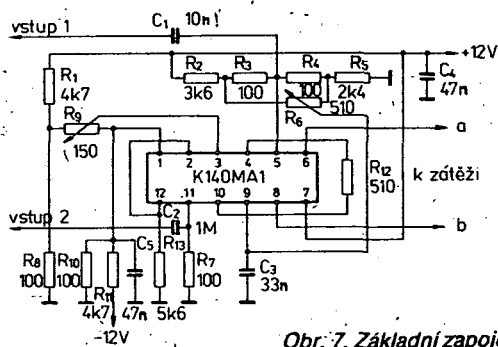 vstup 1
C₁ 10n!
+12V
R₁
4k7
R₂
3k6
R₃
100
R₄
100
R₅
2k4
C₄
47n
R₉
150
R₆
510
a
1 2 3 4 5 6
K140MA1
12 11 10 9 8 7
R₁₂
510
k zátěži
vstup 2
C₂
1M
b
R₈
100
R₁₀
100
R₁₁
4k7
C₅
47n
R₁₃
5k6
R₇
100
C₃
33n
-12V
Obr. 7. Základní zapoje